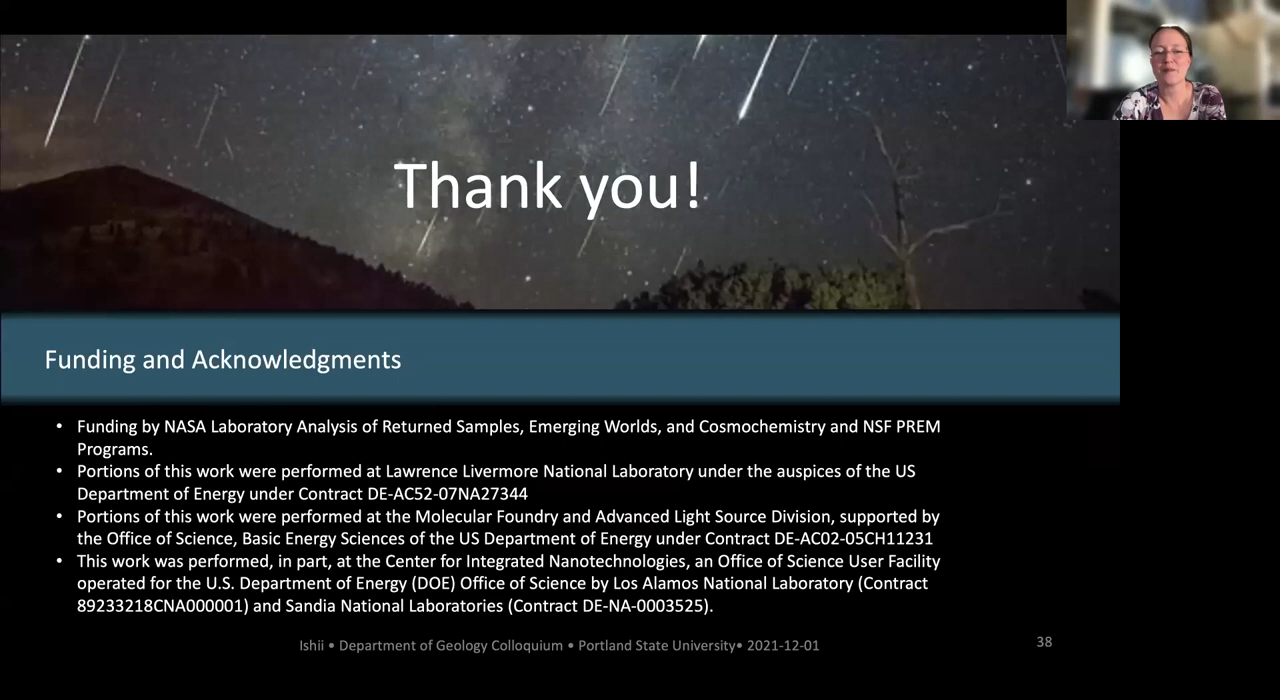 Thank you!
Funding and Acknowledgments
• Funding by NASA Laboratory Analysis of Returned Samples, Emerging Worlds, and Cosmochemistry and NSF PREM
Programs.
• Portions of this work were performed at Lawrence Livermore National Laboratory under the auspices of the US
Department of Energy under Contract DE-AC52-07NA27344
• Portions of this work were performed at the Molecular Foundry and Advanced Light Source Division, supported by
the Office of Science, Basic Energy Sciences of the US Department of Energy under Contract DE-AC02-05CH11231
• This work was performed, in part, at the Center for Integrated Nanotechnologies, an Office of Science User Facility
operated for the U.S. Department of Energy (DOE) Office of Science by Los Alamos National Laboratory (Contract
89233218CNA000001) and Sandia National Laboratories (Contract DE-NA-0003525).
Ishii • Department of Geology Colloquium • Portland State University• 2021-12-01
38